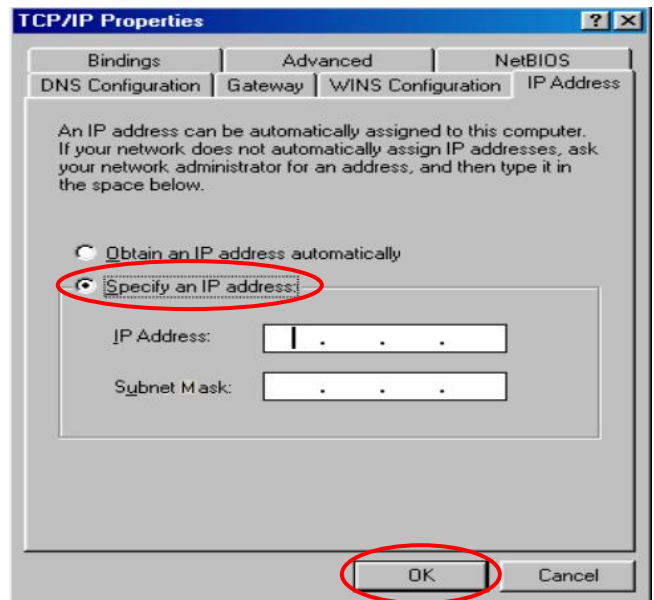 TCP/IP Properties
? ×
Bindings Advanced NetBIOS
DNS Configuration Gateway WINS Configuration IP Address
An IP address can be automatically assigned to this computer.
If your network does not automatically assign IP addresses, ask
your network administrator for an address, and then type it in
the space below.
Obtain an IP address automatically
Specify an IP address:
IP Address: . . .
Subnet Mask: . . .
OK Cancel